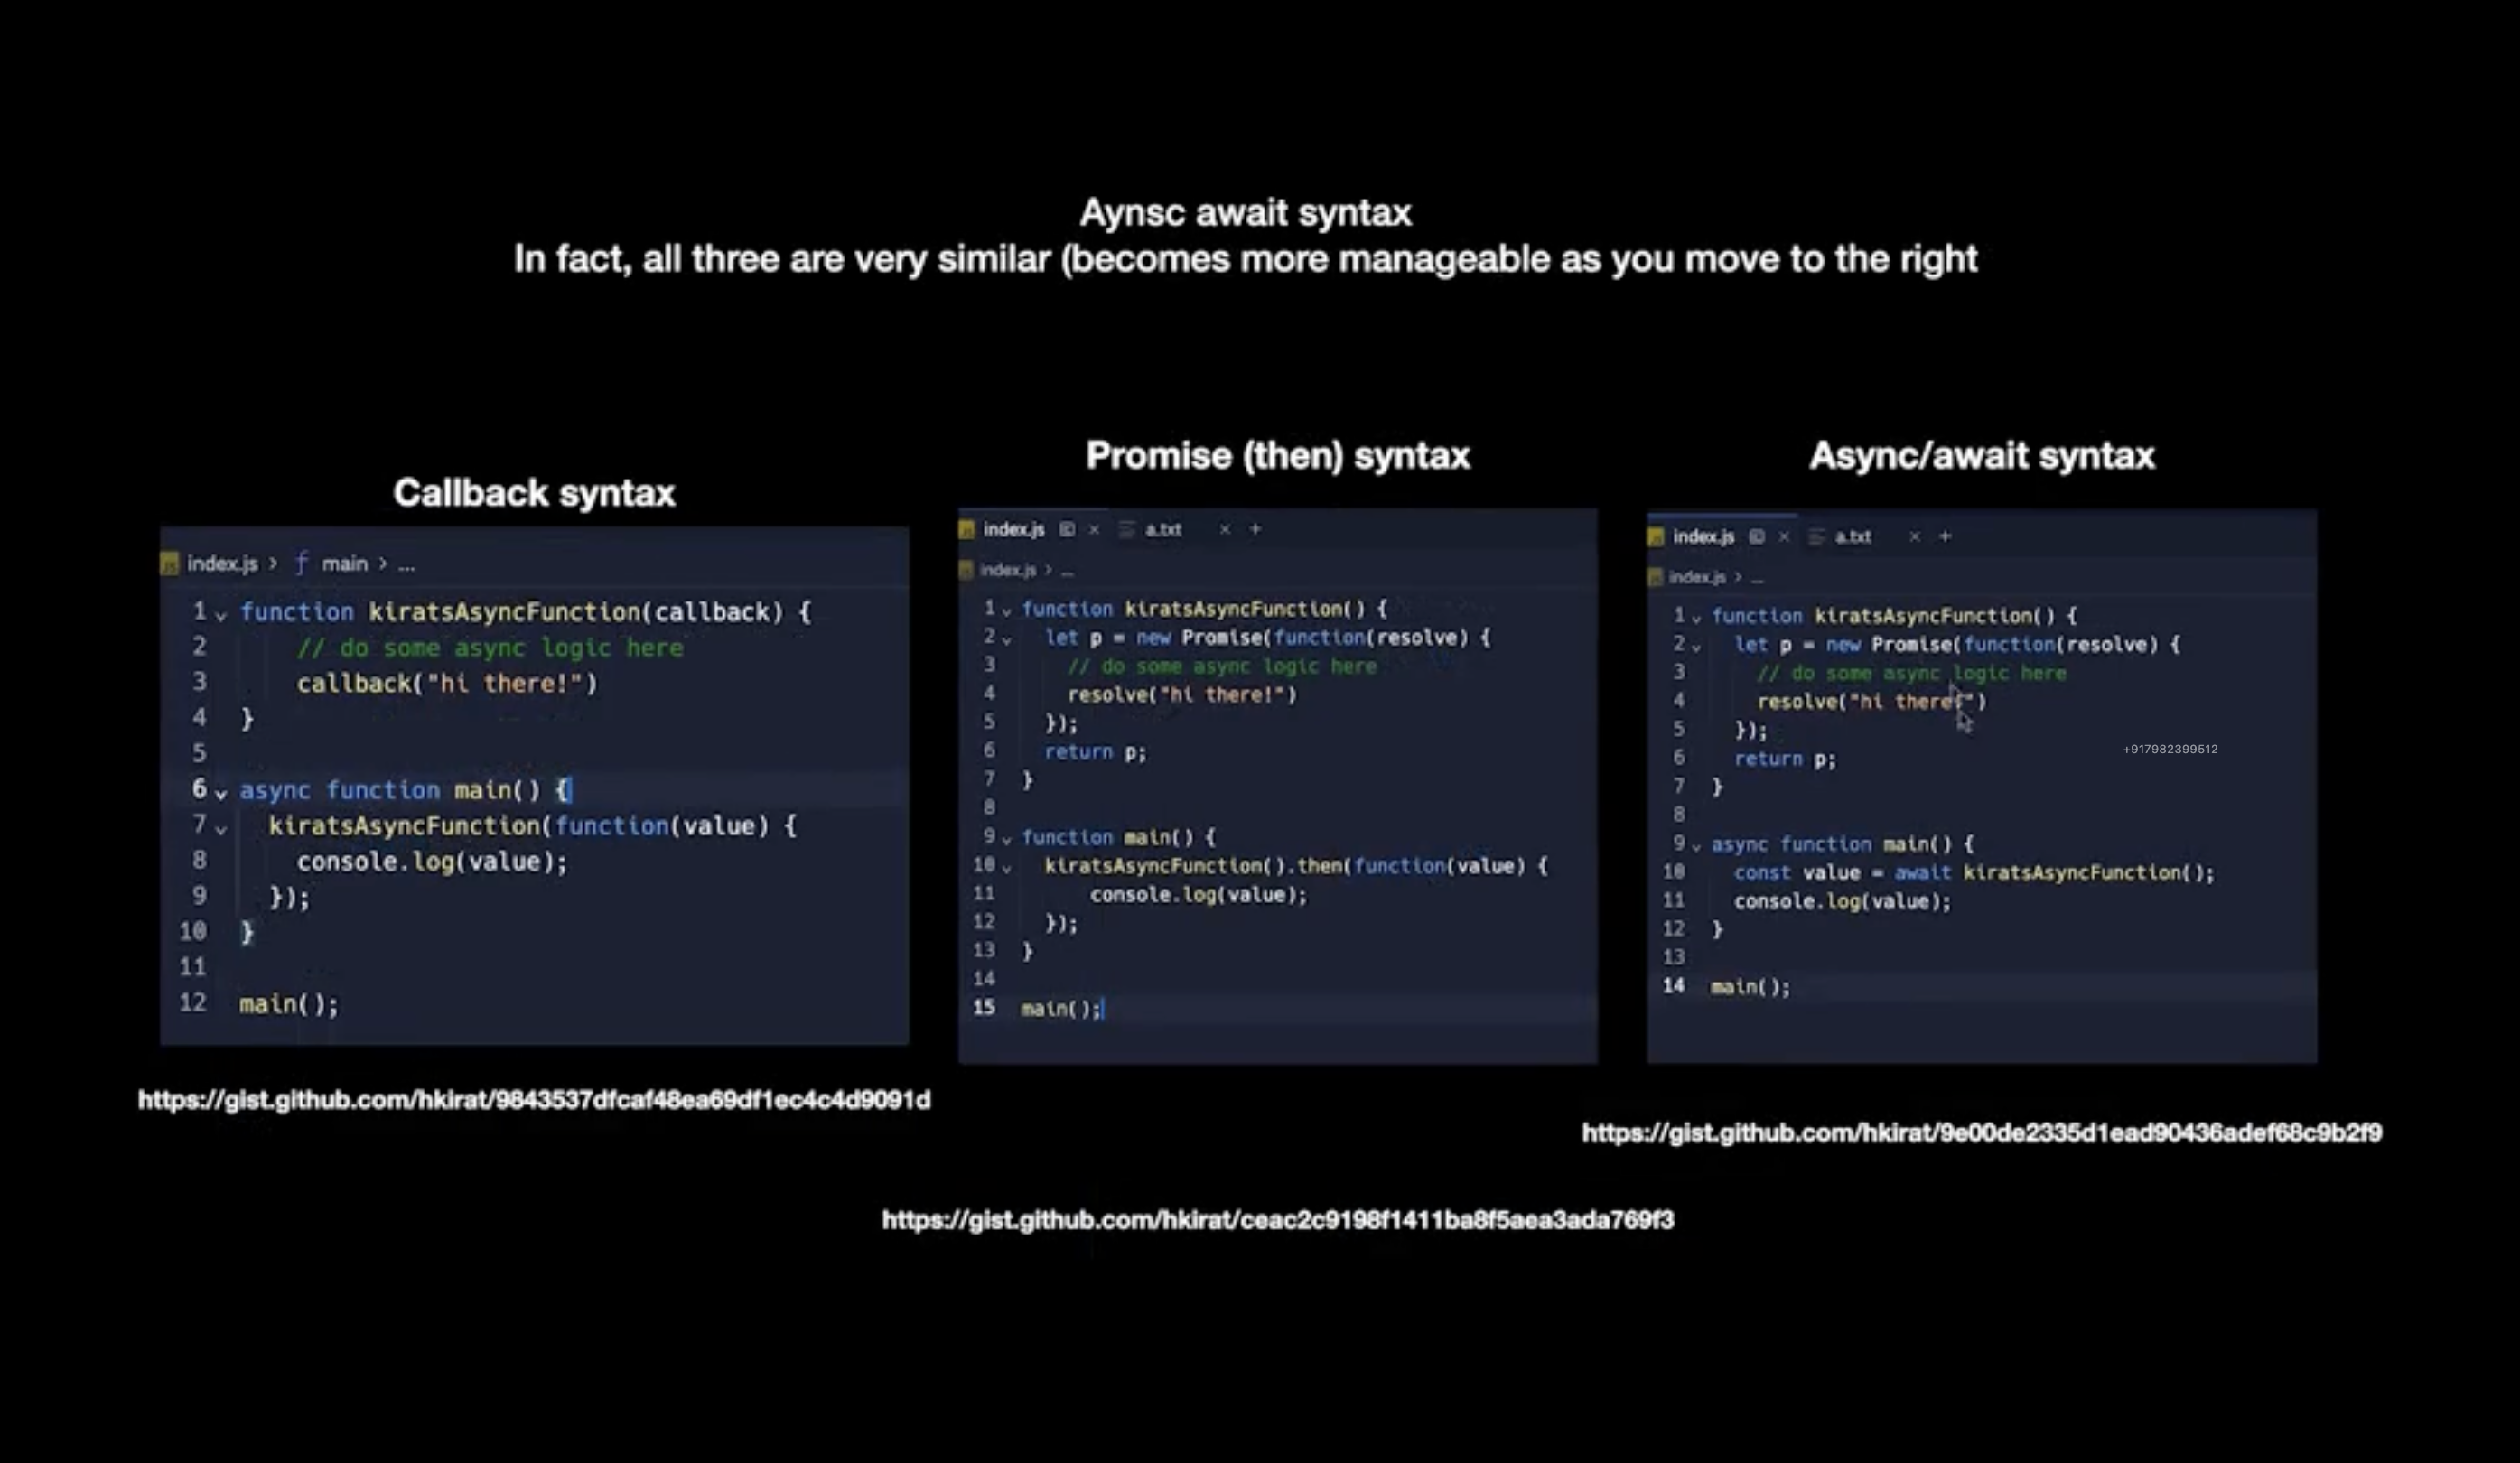 Aynsc await syntax
In fact, all three are very similar (becomes more manageable as you move to the right
Callback syntax
index.js > ƒ main > ...
1 function kiratsAsyncFunction(callback) {
2 // do some async logic here
3 callback("hi there!")
4 }
5
6 async function main() {
7 kiratsAsyncFunction(function(value) {
8 console.log(value);
9 });
10 }
11
12 main();
https://gist.github.com/hkirat/9843537dfcaf48ea69df1ec4c4d9091d
Promise (then) syntax
index.js × a.txt × +
index.js > ...
1 function kiratsAsyncFunction() {
2 let p = new Promise(function(resolve) {
3 // do some async logic here
4 resolve("hi there!")
5 });
6 return p;
7 }
8
9 function main() {
10 kiratsAsyncFunction().then(function(value) {
11 console.log(value);
12 });
13 }
14
15 main();
https://gist.github.com/hkirat/ceac2c9198f1411ba8f5aea3ada769f3
Async/await syntax
index.js × a.txt × +
index.js > ...
1 function kiratsAsyncFunction() {
2 let p = new Promise(function(resolve) {
3 // do some async logic here
4 resolve("hi there!")
5 });
6 return p;
7 }
8
9 async function main() {
10 const value = await kiratsAsyncFunction();
11 console.log(value);
12 }
13
14 main();
+917982399512
https://gist.github.com/hkirat/9e00de2335d1ead90436adef68c9b2f9